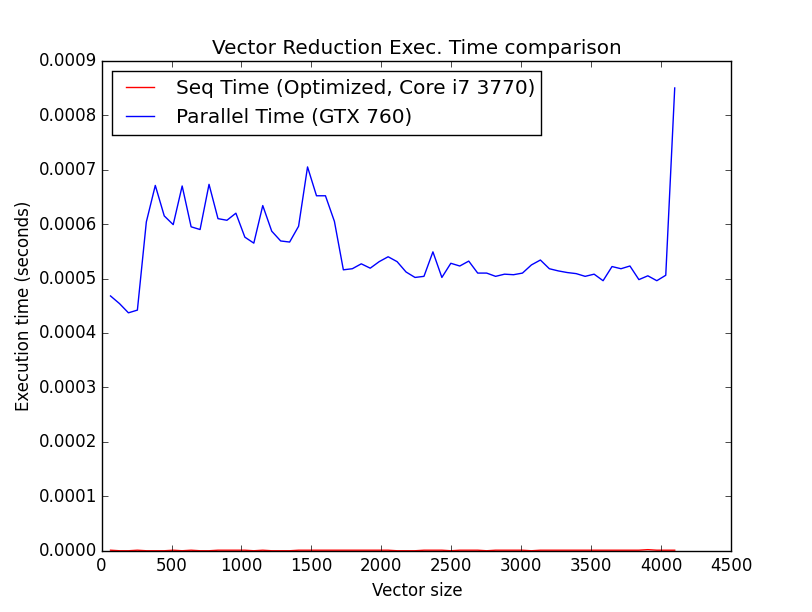 Vector Reduction Exec. Time comparison
Seq Time (Optimized, Core i7 3770)
Parallel Time (GTX 760)
Execution time (seconds)
0.0009
0.0008
0.0007
0.0006
0.0005
0.0004
0.0003
0.0002
0.0001
0.0000
0 500 1000 1500 2000 2500 3000 3500 4000 4500
Vector size